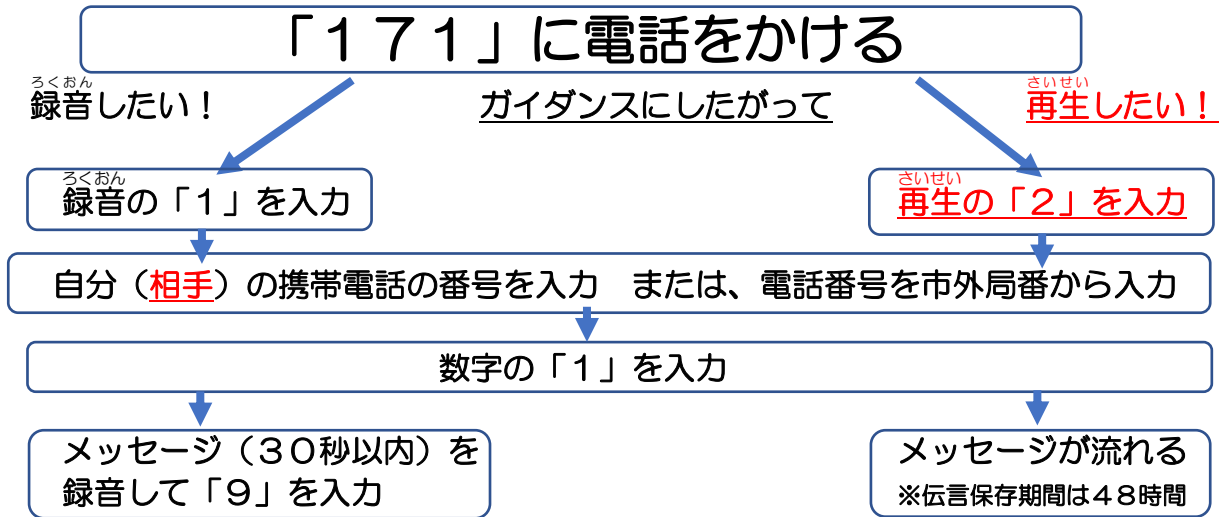 「１７１」に電話をかける
ろくおん
録音したい！
ガイダンスにしたがって
さいせい
再生したい！
ろくおん
録音の「１」を入力
さいせい
再生の「２」を入力
自分（相手）の携帯電話の番号を入力　または、電話番号を市外局番から入力
数字の「１」を入力
メッセージ（３０秒以内）を
録音して「９」を入力
メッセージが流れる
※伝言保存期間は４８時間